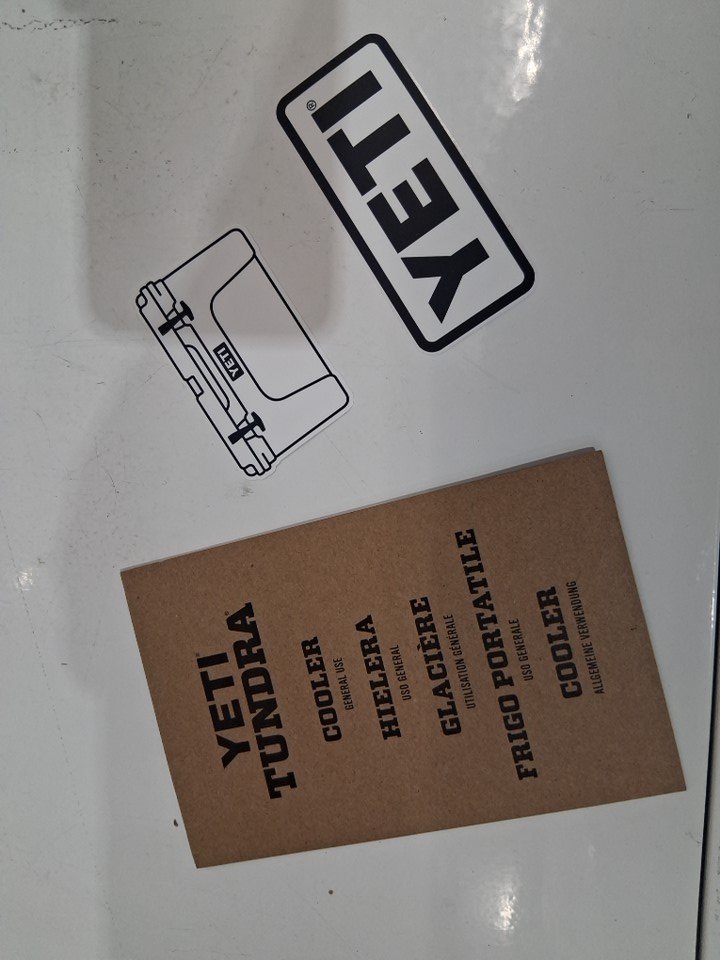 YETI®
YETI
YETI®
TUNDRA®
COOLER
GENERAL USE
HIELERA
USO GENERAL
GLACIÈRE
UTILISATION GÉNÉRALE
FRIGO PORTATILE
USO GENERALE
COOLER
ALLGEMEINE VERWENDUNG